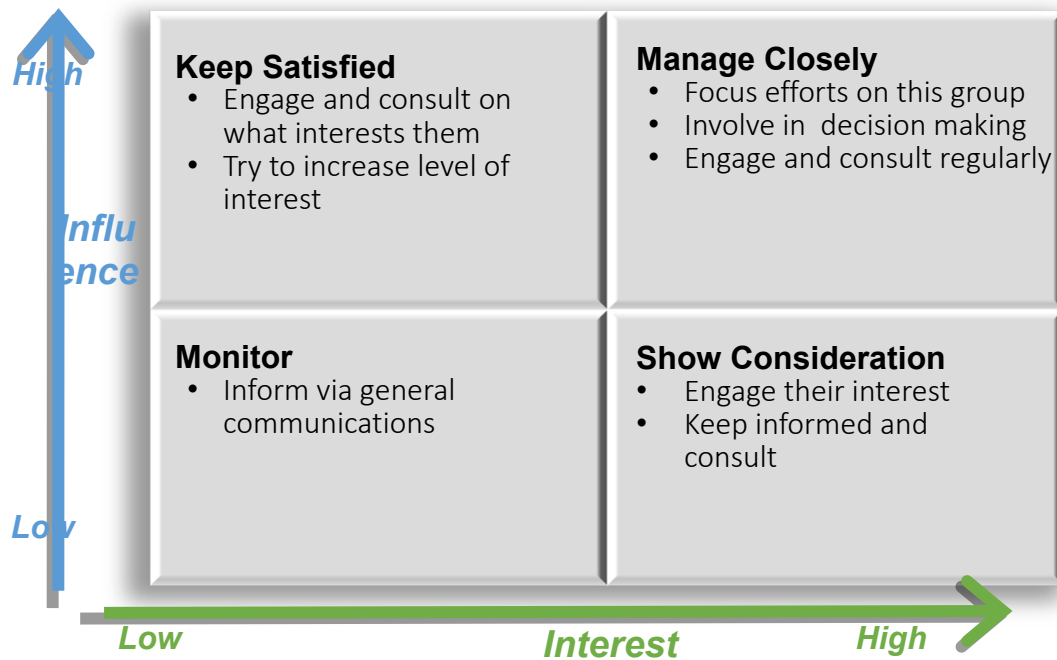 High
Influ
ence
Low
Keep Satisfied
• Engage and consult on
what interests them
• Try to increase level of
interest
Manage Closely
• Focus efforts on this group
• Involve in  decision making
• Engage and consult regularly
Monitor
• Inform via general
communications
Show Consideration
• Engage their interest
• Keep informed and
consult
Low
Interest
High